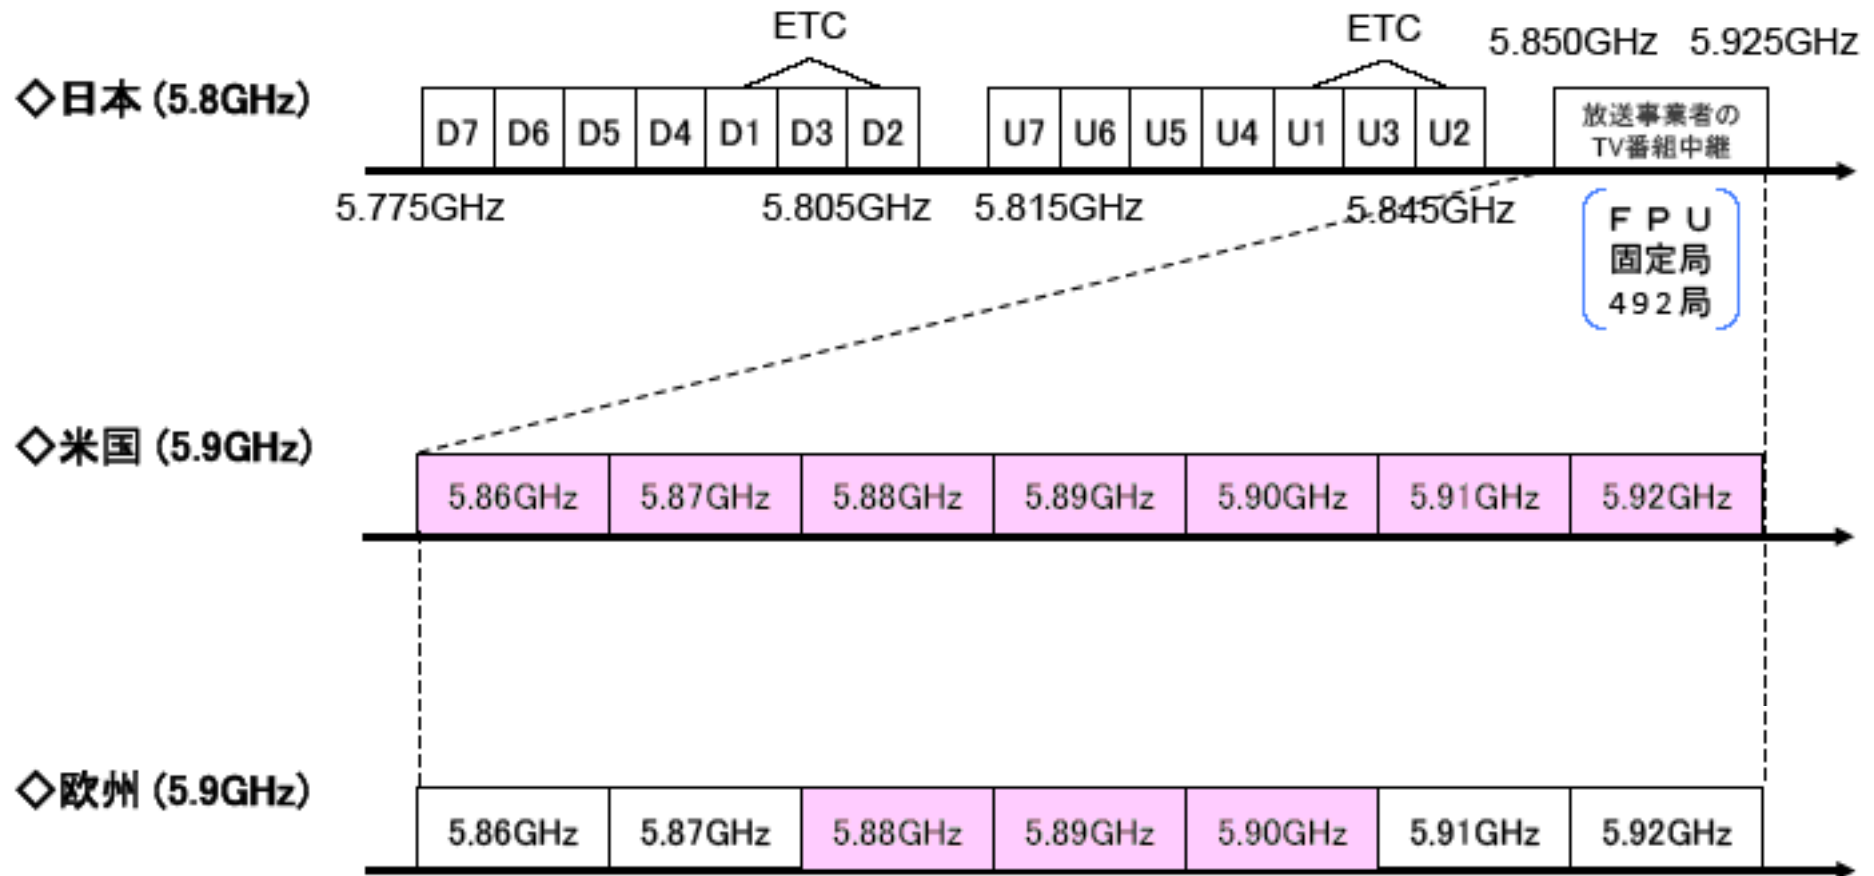 ETC ETC 5.850GHz 5.925GHz
◇日本 (5.8GHz)
D7 D6 D5 D4 D1 D3 D2 U7 U6 U5 U4 U1 U3 U2
放送事業者の
TV番組中継
5.775GHz 5.805GHz 5.815GHz 5.845GHz
ＦＰＵ
固定局
492局
◇米国 (5.9GHz)
5.86GHz 5.87GHz 5.88GHz 5.89GHz 5.90GHz 5.91GHz 5.92GHz
◇欧州 (5.9GHz)
5.86GHz 5.87GHz 5.88GHz 5.89GHz 5.90GHz 5.91GHz 5.92GHz